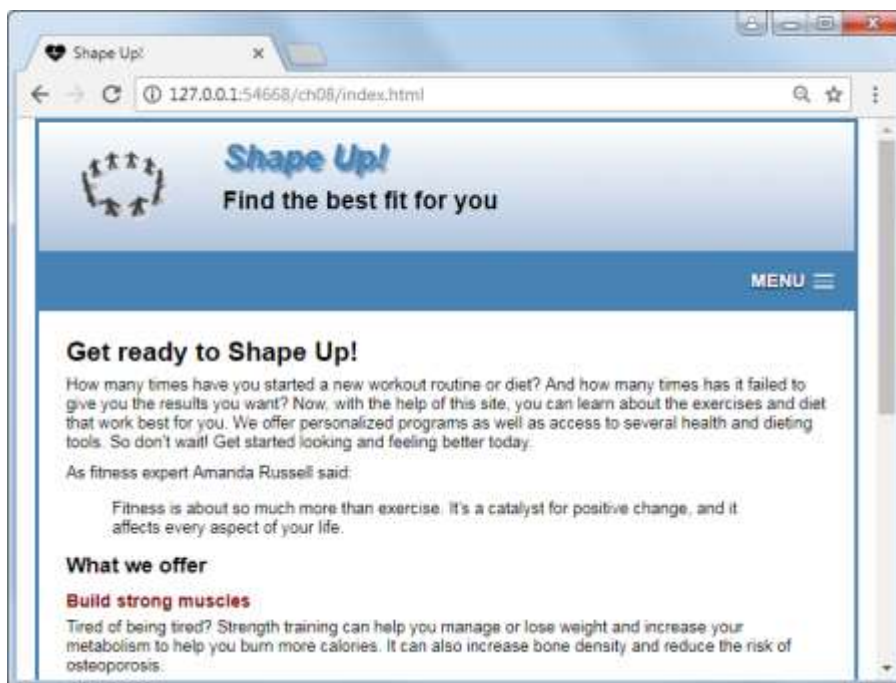 Shape Up!
127.0.0.1:54668/ch08/index.html
Shape Up!
Find the best fit for you
MENU
Get ready to Shape Up!
How many times have you started a new workout routine or diet? And how many times has it failed to
give you the results you want? Now, with the help of this site, you can learn about the exercises and diet
that work best for you. We offer personalized programs as well as access to several health and dieting
tools. So don't wait! Get started looking and feeling better today.
As fitness expert Amanda Russell said:
Fitness is about so much more than exercise. It's a catalyst for positive change, and it
affects every aspect of your life.
What we offer
Build strong muscles
Tired of being tired? Strength training can help you manage or lose weight and increase your
metabolism to help you burn more calories. It can also increase bone density and reduce the risk of
osteoporosis.